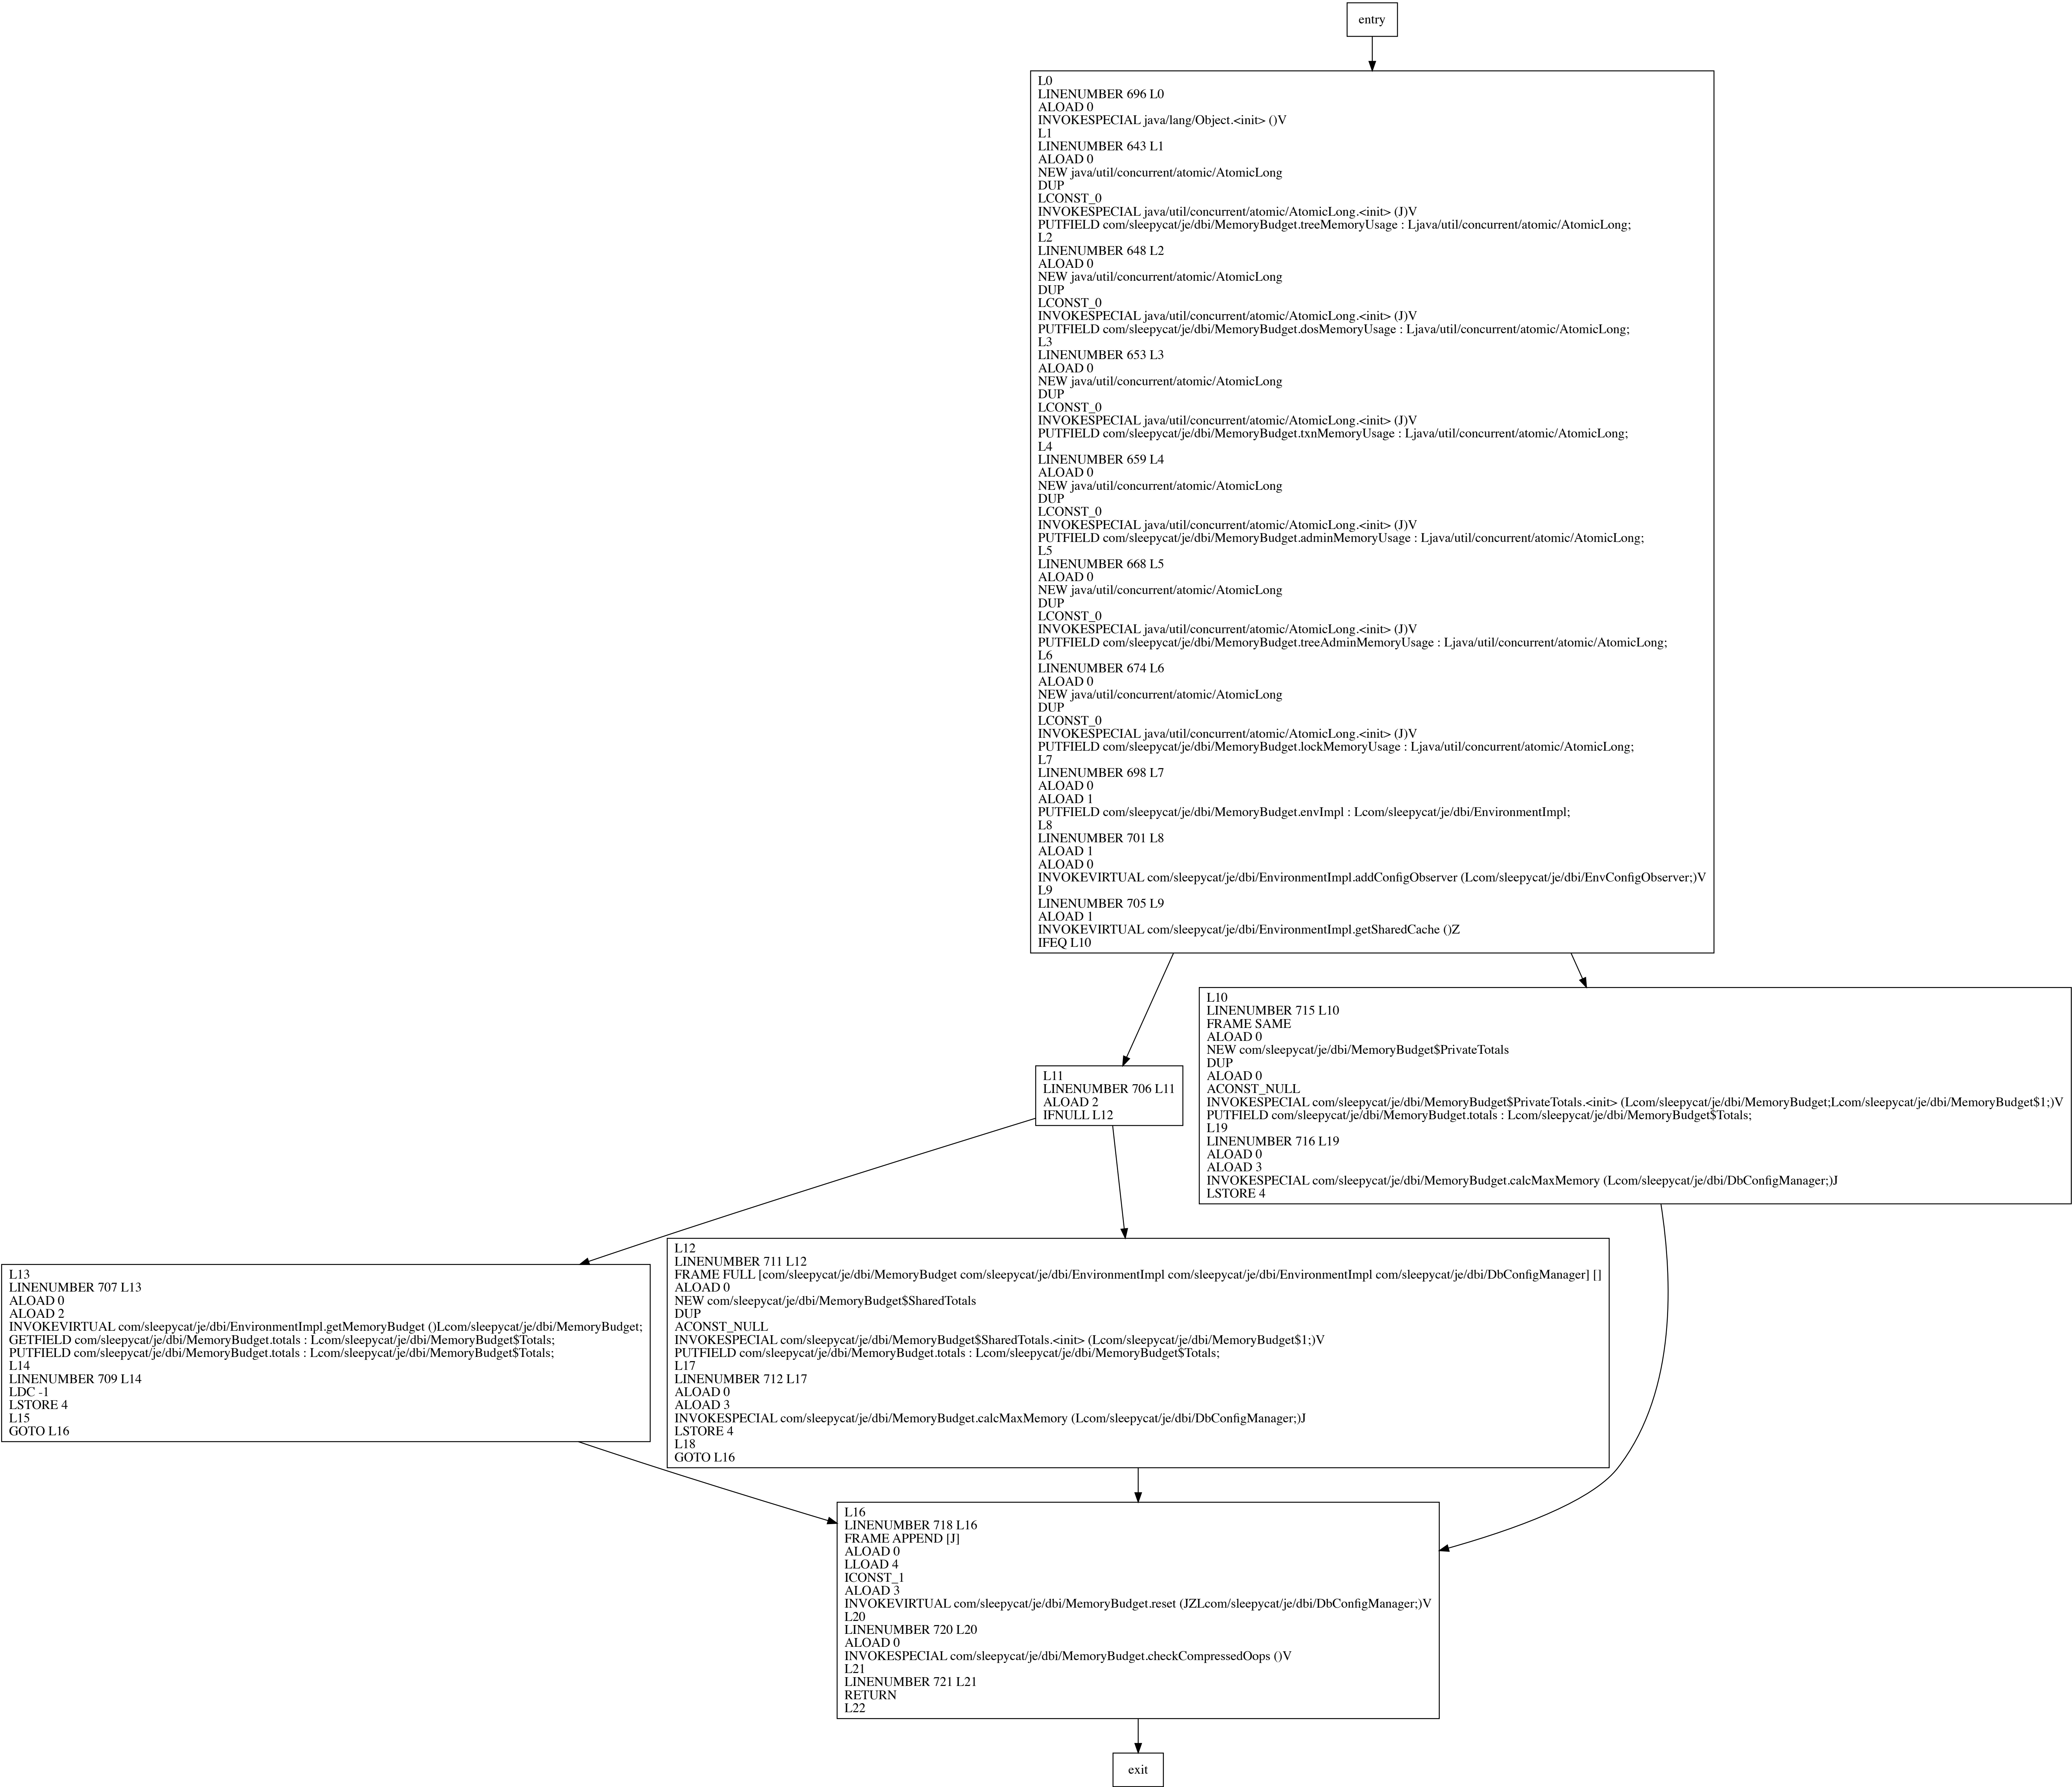 entry
L0
LINENUMBER 696 L0
ALOAD 0
INVOKESPECIAL java/lang/Object.<init> ()V
L1
LINENUMBER 643 L1
ALOAD 0
NEW java/util/concurrent/atomic/AtomicLong
DUP
LCONST_0
INVOKESPECIAL java/util/concurrent/atomic/AtomicLong.<init> (J)V
PUTFIELD com/sleepycat/je/dbi/MemoryBudget.treeMemoryUsage : Ljava/util/concurrent/atomic/AtomicLong;
L2
LINENUMBER 648 L2
ALOAD 0
NEW java/util/concurrent/atomic/AtomicLong
DUP
LCONST_0
INVOKESPECIAL java/util/concurrent/atomic/AtomicLong.<init> (J)V
PUTFIELD com/sleepycat/je/dbi/MemoryBudget.dosMemoryUsage : Ljava/util/concurrent/atomic/AtomicLong;
L3
LINENUMBER 653 L3
ALOAD 0
NEW java/util/concurrent/atomic/AtomicLong
DUP
LCONST_0
INVOKESPECIAL java/util/concurrent/atomic/AtomicLong.<init> (J)V
PUTFIELD com/sleepycat/je/dbi/MemoryBudget.txnMemoryUsage : Ljava/util/concurrent/atomic/AtomicLong;
L4
LINENUMBER 659 L4
ALOAD 0
NEW java/util/concurrent/atomic/AtomicLong
DUP
LCONST_0
INVOKESPECIAL java/util/concurrent/atomic/AtomicLong.<init> (J)V
PUTFIELD com/sleepycat/je/dbi/MemoryBudget.adminMemoryUsage : Ljava/util/concurrent/atomic/AtomicLong;
L5
LINENUMBER 668 L5
ALOAD 0
NEW java/util/concurrent/atomic/AtomicLong
DUP
LCONST_0
INVOKESPECIAL java/util/concurrent/atomic/AtomicLong.<init> (J)V
PUTFIELD com/sleepycat/je/dbi/MemoryBudget.treeAdminMemoryUsage : Ljava/util/concurrent/atomic/AtomicLong;
L6
LINENUMBER 674 L6
ALOAD 0
NEW java/util/concurrent/atomic/AtomicLong
DUP
LCONST_0
INVOKESPECIAL java/util/concurrent/atomic/AtomicLong.<init> (J)V
PUTFIELD com/sleepycat/je/dbi/MemoryBudget.lockMemoryUsage : Ljava/util/concurrent/atomic/AtomicLong;
L7
LINENUMBER 698 L7
ALOAD 0
ALOAD 1
PUTFIELD com/sleepycat/je/dbi/MemoryBudget.envImpl : Lcom/sleepycat/je/dbi/EnvironmentImpl;
L8
LINENUMBER 701 L8
ALOAD 1
ALOAD 0
INVOKEVIRTUAL com/sleepycat/je/dbi/EnvironmentImpl.addConfigObserver (Lcom/sleepycat/je/dbi/EnvConfigObserver;)V
L9
LINENUMBER 705 L9
ALOAD 1
INVOKEVIRTUAL com/sleepycat/je/dbi/EnvironmentImpl.getSharedCache ()Z
IFEQ L10
L10
LINENUMBER 715 L10
FRAME SAME
ALOAD 0
NEW com/sleepycat/je/dbi/MemoryBudget$PrivateTotals
DUP
ALOAD 0
ACONST_NULL
INVOKESPECIAL com/sleepycat/je/dbi/MemoryBudget$PrivateTotals.<init> (Lcom/sleepycat/je/dbi/MemoryBudget;Lcom/sleepycat/je/dbi/MemoryBudget$1;)V
PUTFIELD com/sleepycat/je/dbi/MemoryBudget.totals : Lcom/sleepycat/je/dbi/MemoryBudget$Totals;
L19
LINENUMBER 716 L19
ALOAD 0
ALOAD 3
INVOKESPECIAL com/sleepycat/je/dbi/MemoryBudget.calcMaxMemory (Lcom/sleepycat/je/dbi/DbConfigManager;)J
LSTORE 4
L11
LINENUMBER 706 L11
ALOAD 2
IFNULL L12
L13
LINENUMBER 707 L13
ALOAD 0
ALOAD 2
INVOKEVIRTUAL com/sleepycat/je/dbi/EnvironmentImpl.getMemoryBudget ()Lcom/sleepycat/je/dbi/MemoryBudget;
GETFIELD com/sleepycat/je/dbi/MemoryBudget.totals : Lcom/sleepycat/je/dbi/MemoryBudget$Totals;
PUTFIELD com/sleepycat/je/dbi/MemoryBudget.totals : Lcom/sleepycat/je/dbi/MemoryBudget$Totals;
L14
LINENUMBER 709 L14
LDC -1
LSTORE 4
L15
GOTO L16
L12
LINENUMBER 711 L12
FRAME FULL [com/sleepycat/je/dbi/MemoryBudget com/sleepycat/je/dbi/EnvironmentImpl com/sleepycat/je/dbi/EnvironmentImpl com/sleepycat/je/dbi/DbConfigManager] []
ALOAD 0
NEW com/sleepycat/je/dbi/MemoryBudget$SharedTotals
DUP
ACONST_NULL
INVOKESPECIAL com/sleepycat/je/dbi/MemoryBudget$SharedTotals.<init> (Lcom/sleepycat/je/dbi/MemoryBudget$1;)V
PUTFIELD com/sleepycat/je/dbi/MemoryBudget.totals : Lcom/sleepycat/je/dbi/MemoryBudget$Totals;
L17
LINENUMBER 712 L17
ALOAD 0
ALOAD 3
INVOKESPECIAL com/sleepycat/je/dbi/MemoryBudget.calcMaxMemory (Lcom/sleepycat/je/dbi/DbConfigManager;)J
LSTORE 4
L18
GOTO L16
L16
LINENUMBER 718 L16
FRAME APPEND [J]
ALOAD 0
LLOAD 4
ICONST_1
ALOAD 3
INVOKEVIRTUAL com/sleepycat/je/dbi/MemoryBudget.reset (JZLcom/sleepycat/je/dbi/DbConfigManager;)V
L20
LINENUMBER 720 L20
ALOAD 0
INVOKESPECIAL com/sleepycat/je/dbi/MemoryBudget.checkCompressedOops ()V
L21
LINENUMBER 721 L21
RETURN
L22
exit